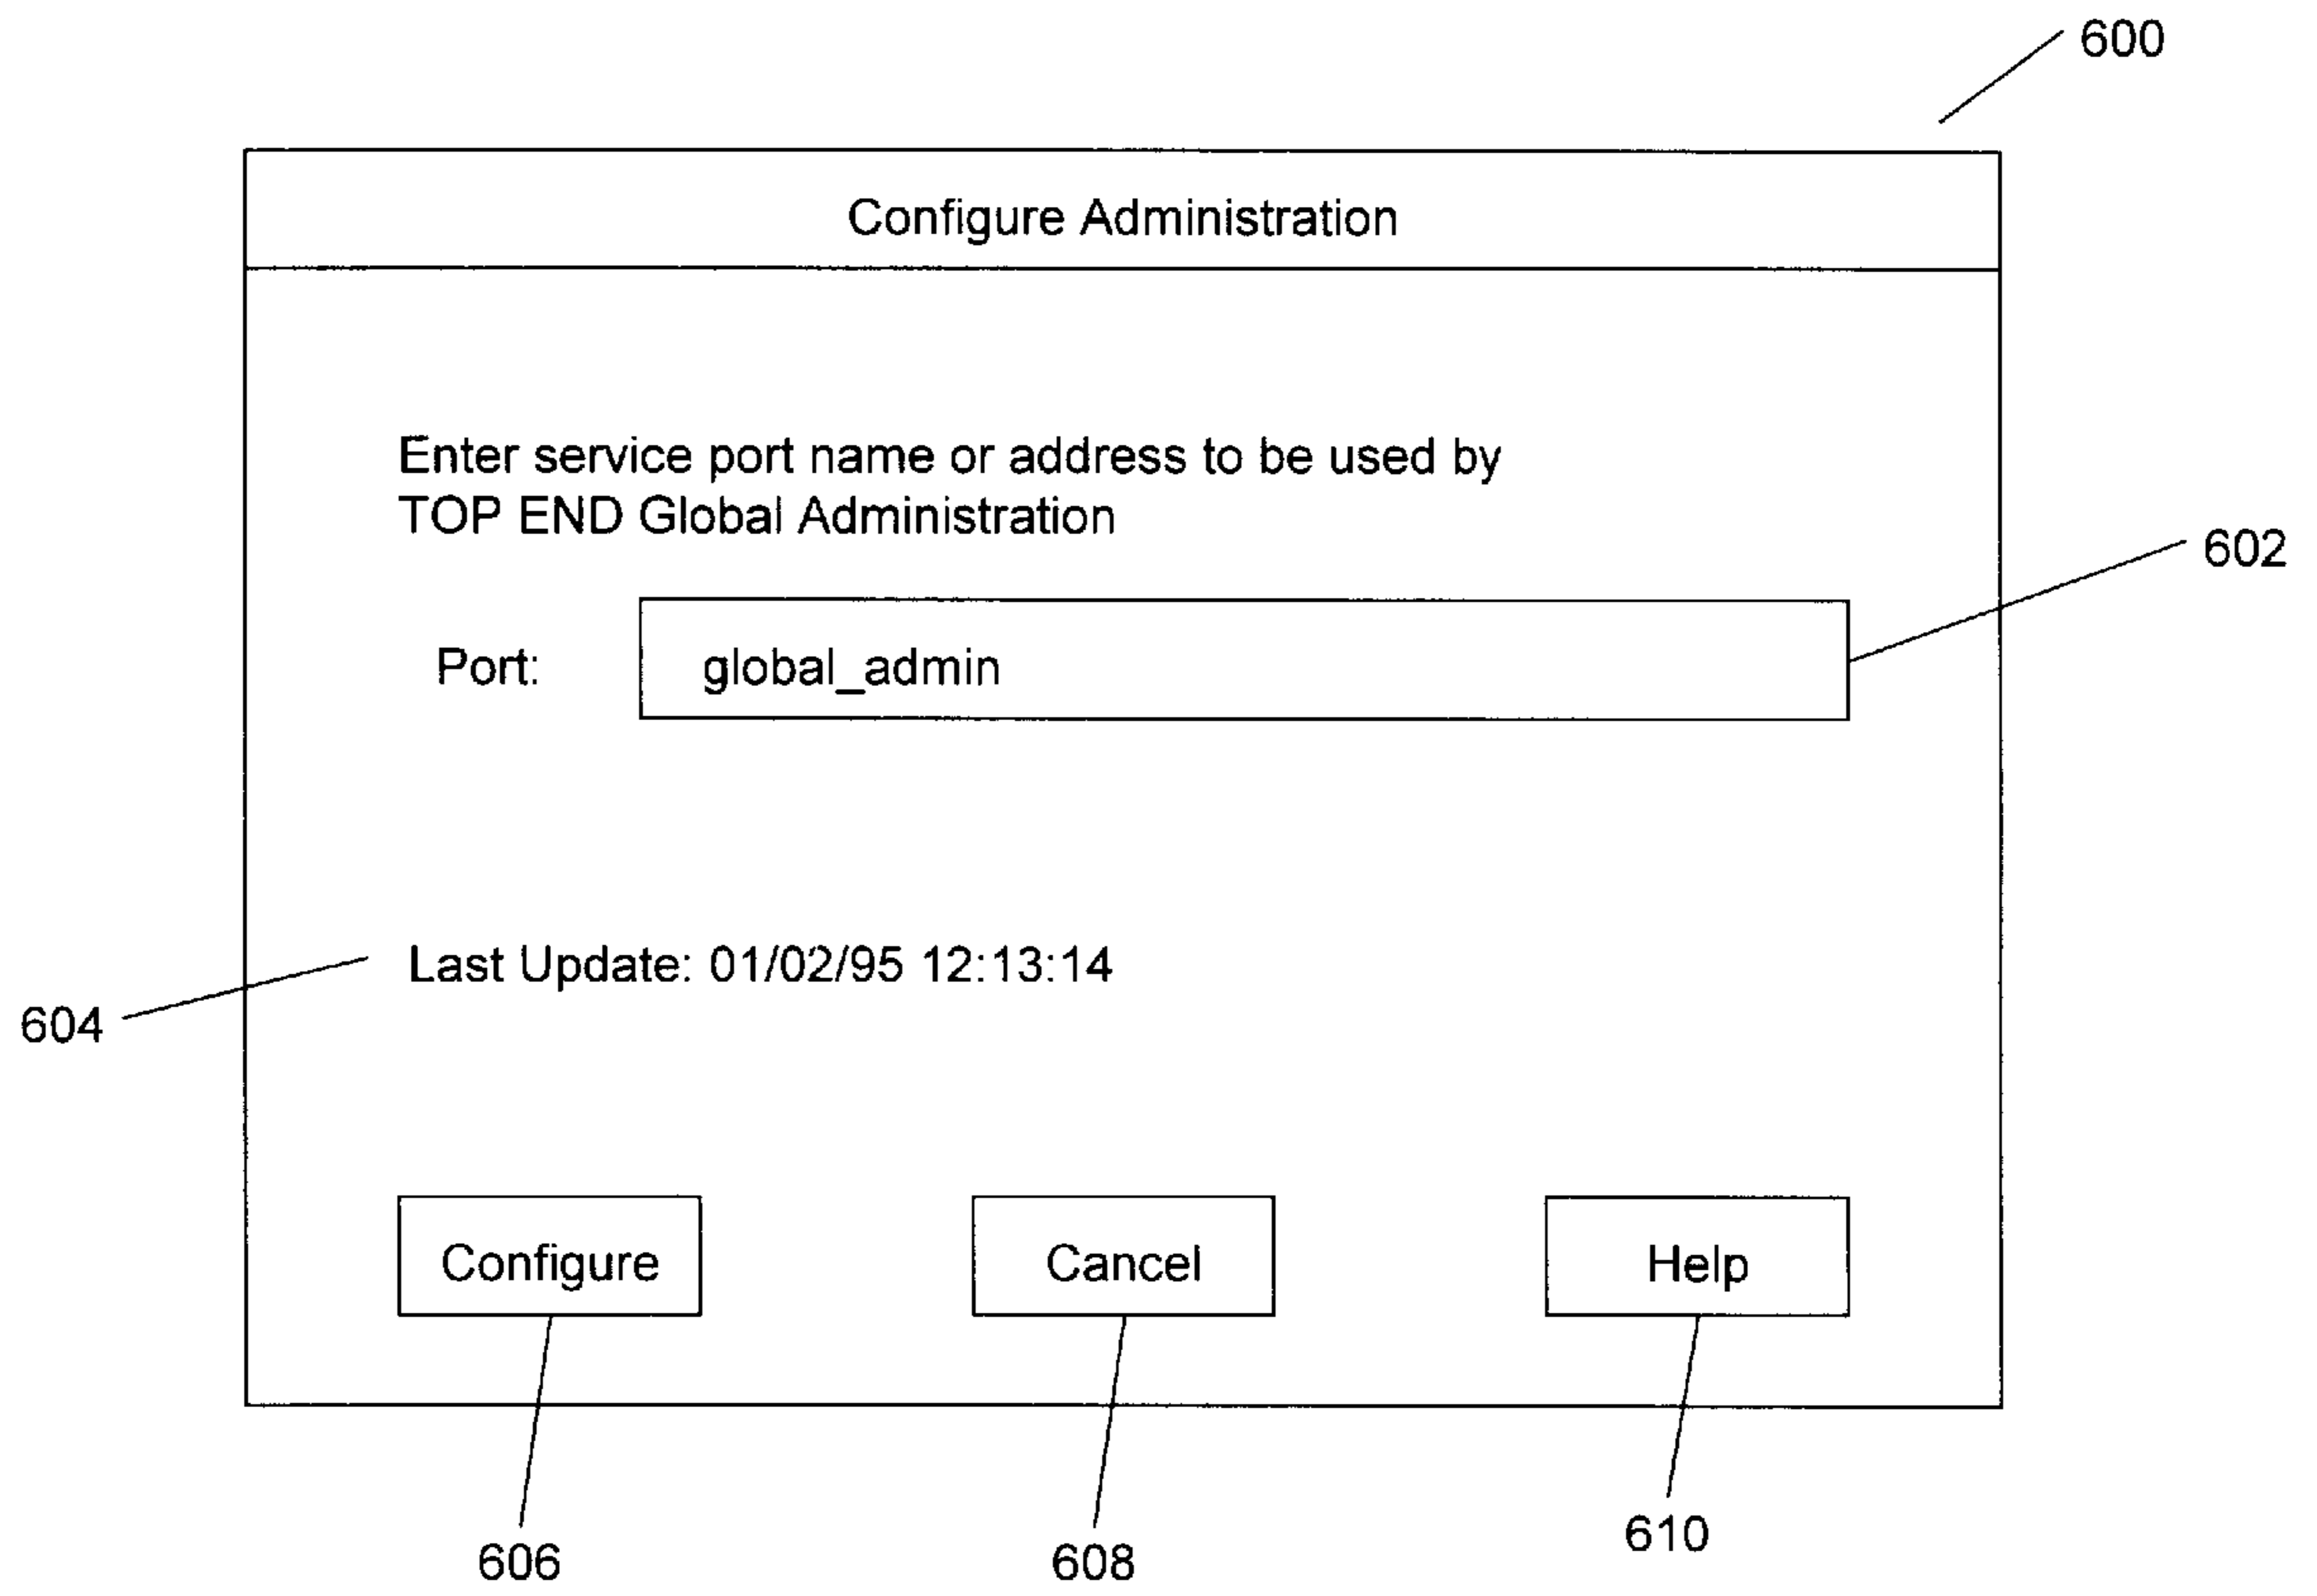 600
Configure Administration
Enter service port name or address to be used by
TOP END Global Administration
602
Port: global_admin
Last Update: 01/02/95 12:13:14
604
Configure Cancel Help
606 608 610